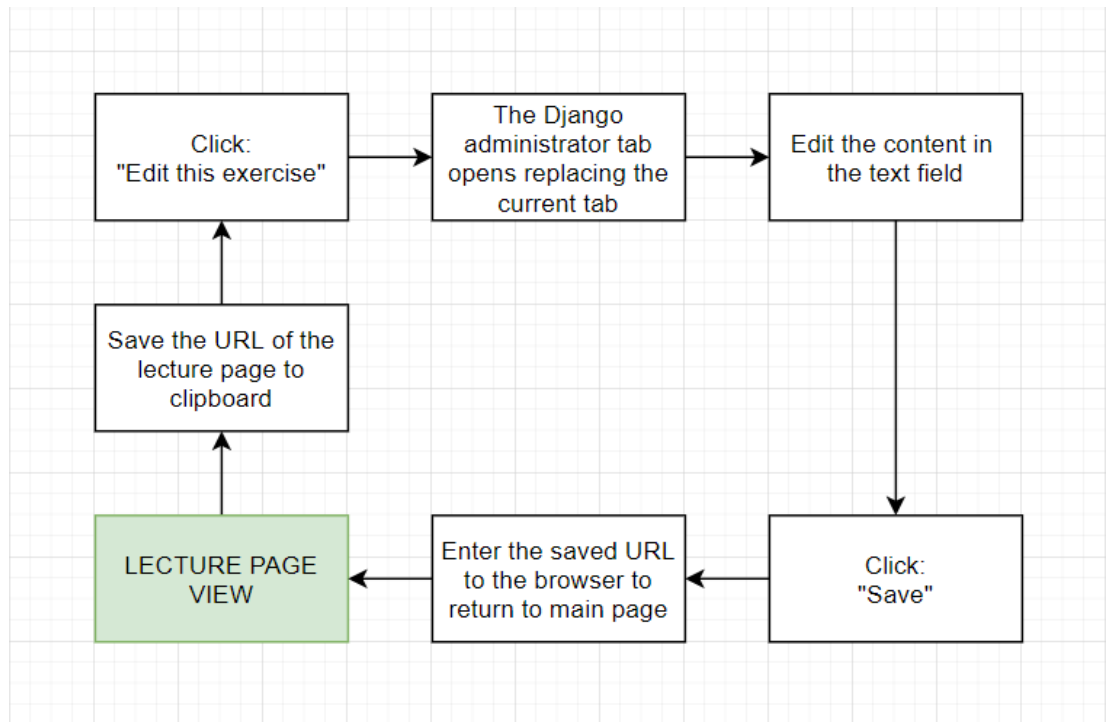 Click:
"Edit this exercise"
The Django
administrator tab
opens replacing the
current tab
Edit the content in
the text field
Save the URL of the
lecture page to
clipboard
LECTURE PAGE
VIEW
Enter the saved URL
to the browser to
return to main page
Click:
"Save"